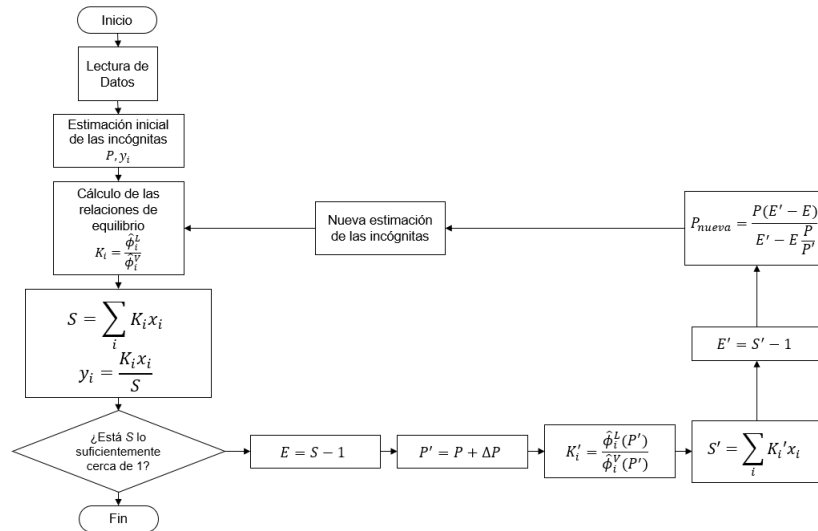 Inicio
Lectura de
Datos
Estimación inicial
de las incógnitas
P, y_i
Cálculo de las
relaciones de
equilibrio
K_i = φ̂_i^L / φ̂_i^V
S = ∑_i K_i x_i
y_i = K_i x_i / S
¿Está S lo
suficientemente
cerca de 1?
Fin
E = S − 1
P' = P + ΔP
K_i' = φ̂_i^L(P') / φ̂_i^V(P')
S' = ∑_i K_i' x_i
E' = S' − 1
P_nueva = P(E' − E) / (E' − E P/P')
Nueva estimación
de las incógnitas